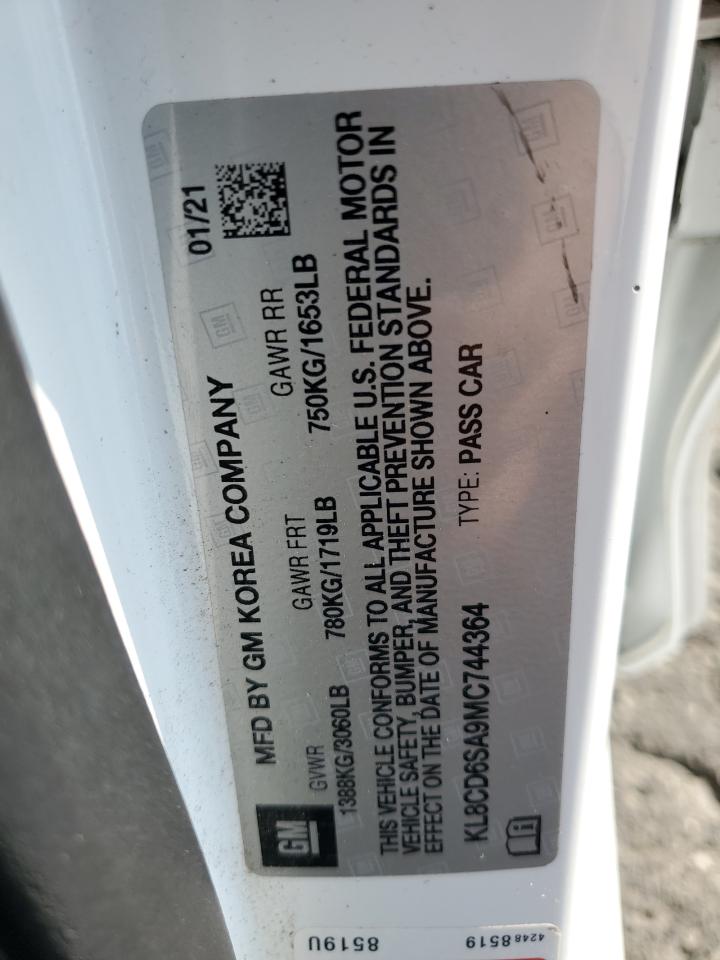 MFD BY GM KOREA COMPANY 01/21
GM
GVWR GAWR FRT GAWR RR
1388KG/3060LB 780KG/1719LB 750KG/1653LB
THIS VEHICLE CONFORMS TO ALL APPLICABLE U.S. FEDERAL MOTOR
VEHICLE SAFETY, BUMPER, AND THEFT PREVENTION STANDARDS IN
EFFECT ON THE DATE OF MANUFACTURE SHOWN ABOVE.
KL8CD6SA9MC744364 TYPE: PASS CAR
8519U
42488519